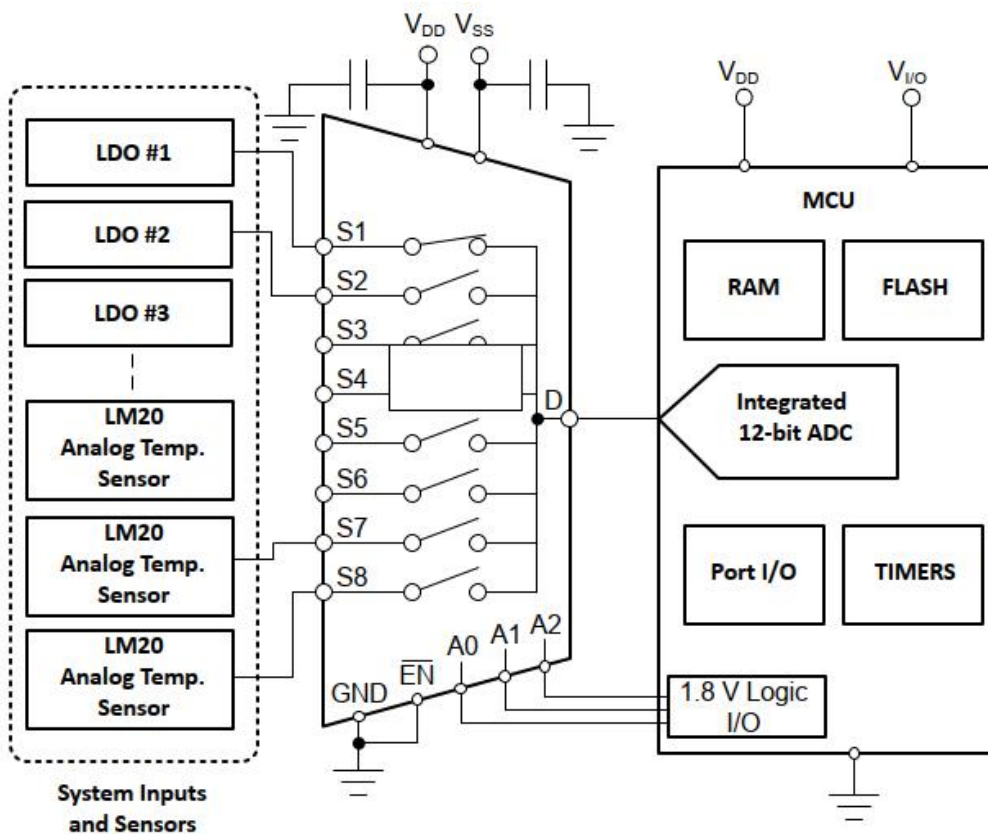 VDD
VSS
VDD
VI/O
LDO #1
LDO #2
LDO #3
LM20
Analog Temp.
Sensor
LM20
Analog Temp.
Sensor
LM20
Analog Temp.
Sensor
System Inputs
and Sensors
S1
S2
S3
S4
S5
S6
S7
S8
D
GND
EN
A0
A1
A2
MCU
RAM
FLASH
Integrated
12-bit ADC
Port I/O
TIMERS
1.8 V Logic
I/O